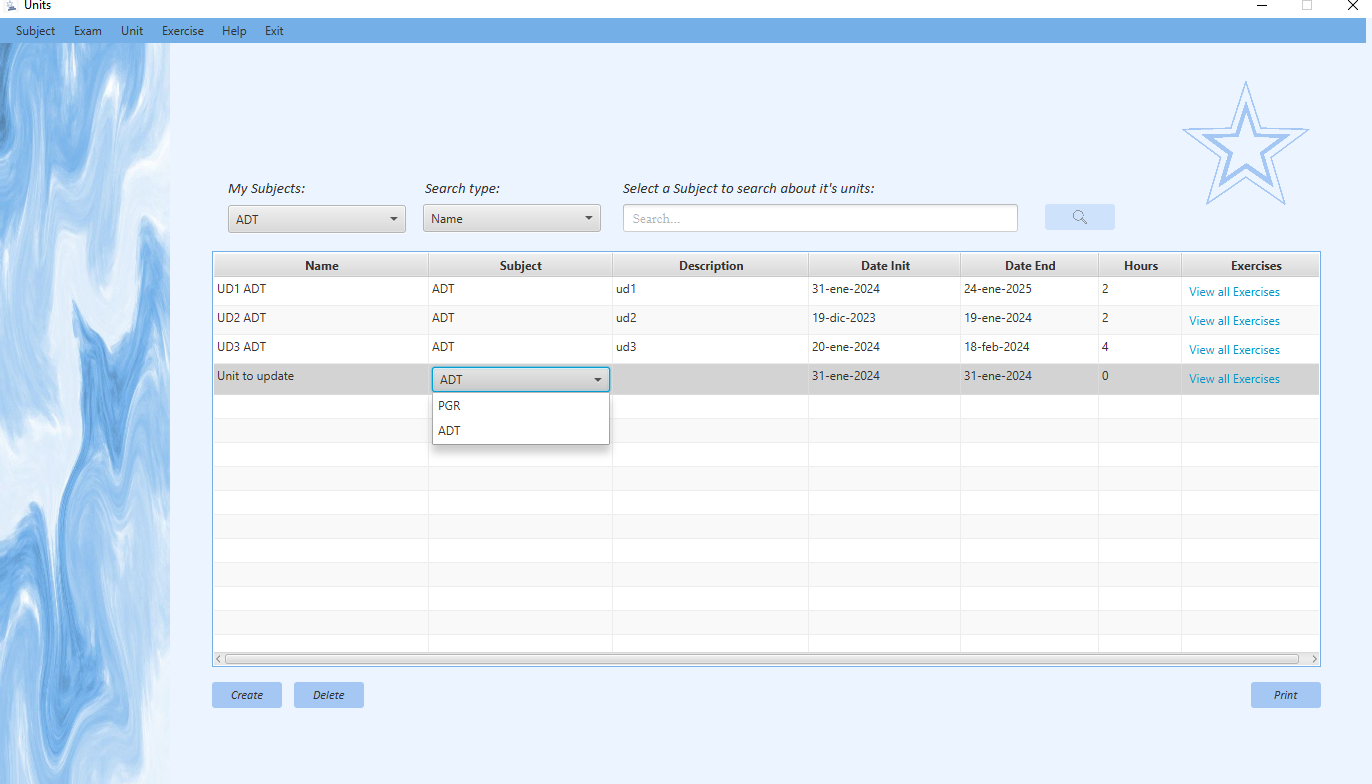 Units
Subject Exam Unit Exercise Help Exit
My Subjects: Search type: Select a Subject to search about it's units:
ADT Name Search...
Name Subject Description Date Init Date End Hours Exercises
UD1 ADT ADT ud1 31-ene-2024 24-ene-2025 2 View all Exercises
UD2 ADT ADT ud2 19-dic-2023 19-ene-2024 2 View all Exercises
UD3 ADT ADT ud3 20-ene-2024 18-feb-2024 4 View all Exercises
Unit to update ADT 31-ene-2024 31-ene-2024 0 View all Exercises
PGR
ADT
Create Delete Print